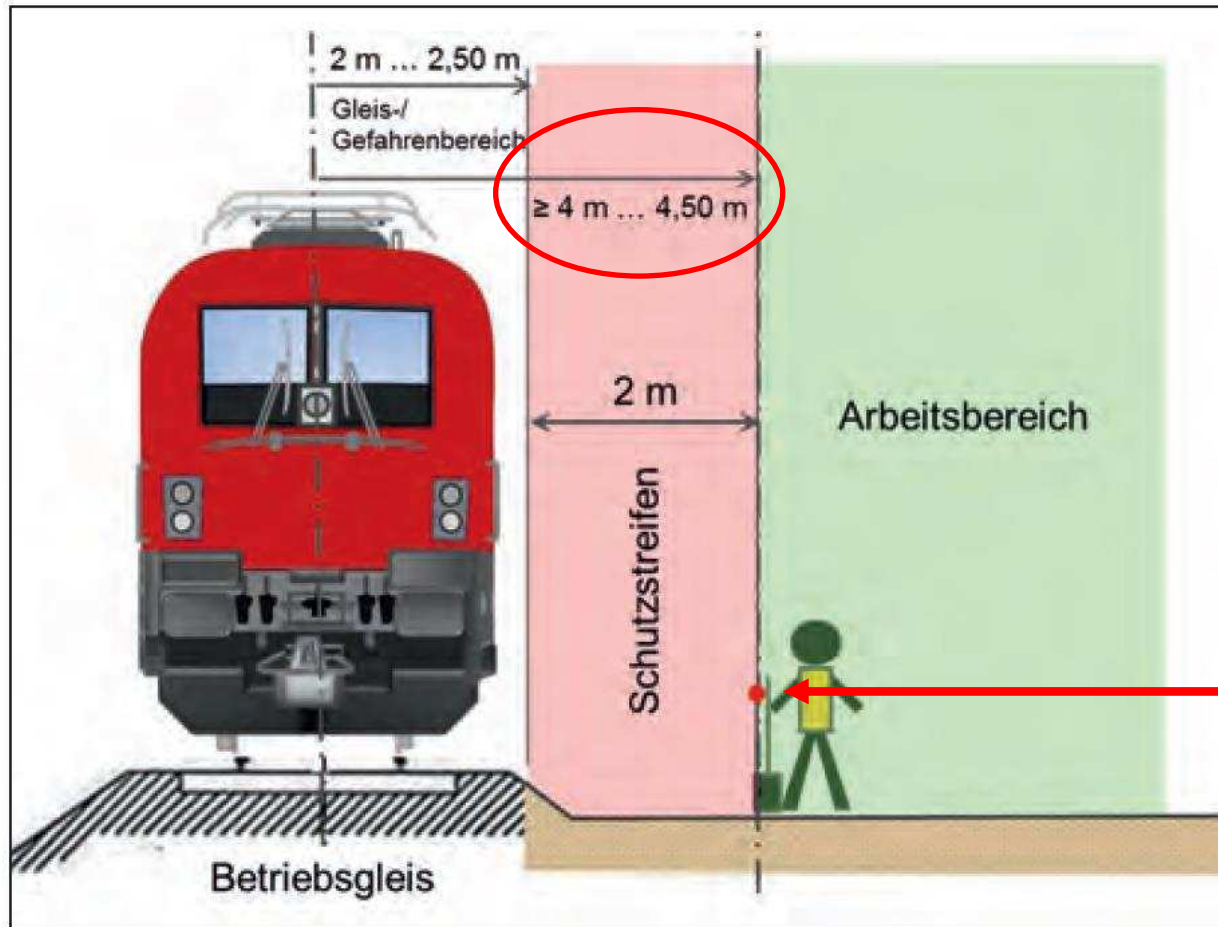 2 m … 2,50 m
Gleis-/
Gefahrenbereich
≥ 4 m … 4,50 m
2 m
Schutzstreifen
Arbeitsbereich
Betriebsgleis